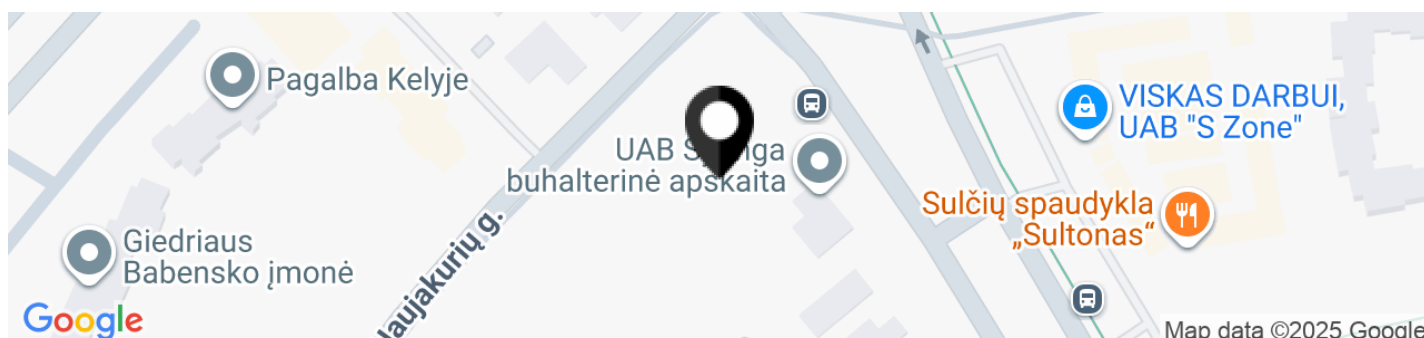 Pagalba Kelyje
VISKAS DARBUI,
UAB "S Zone"
UAB
buhalterinė apskaita
Sulčių spaudykla
„Sultonas“
Giedriaus
Babensko įmonė
g.
Google
Map data ©2025 Google